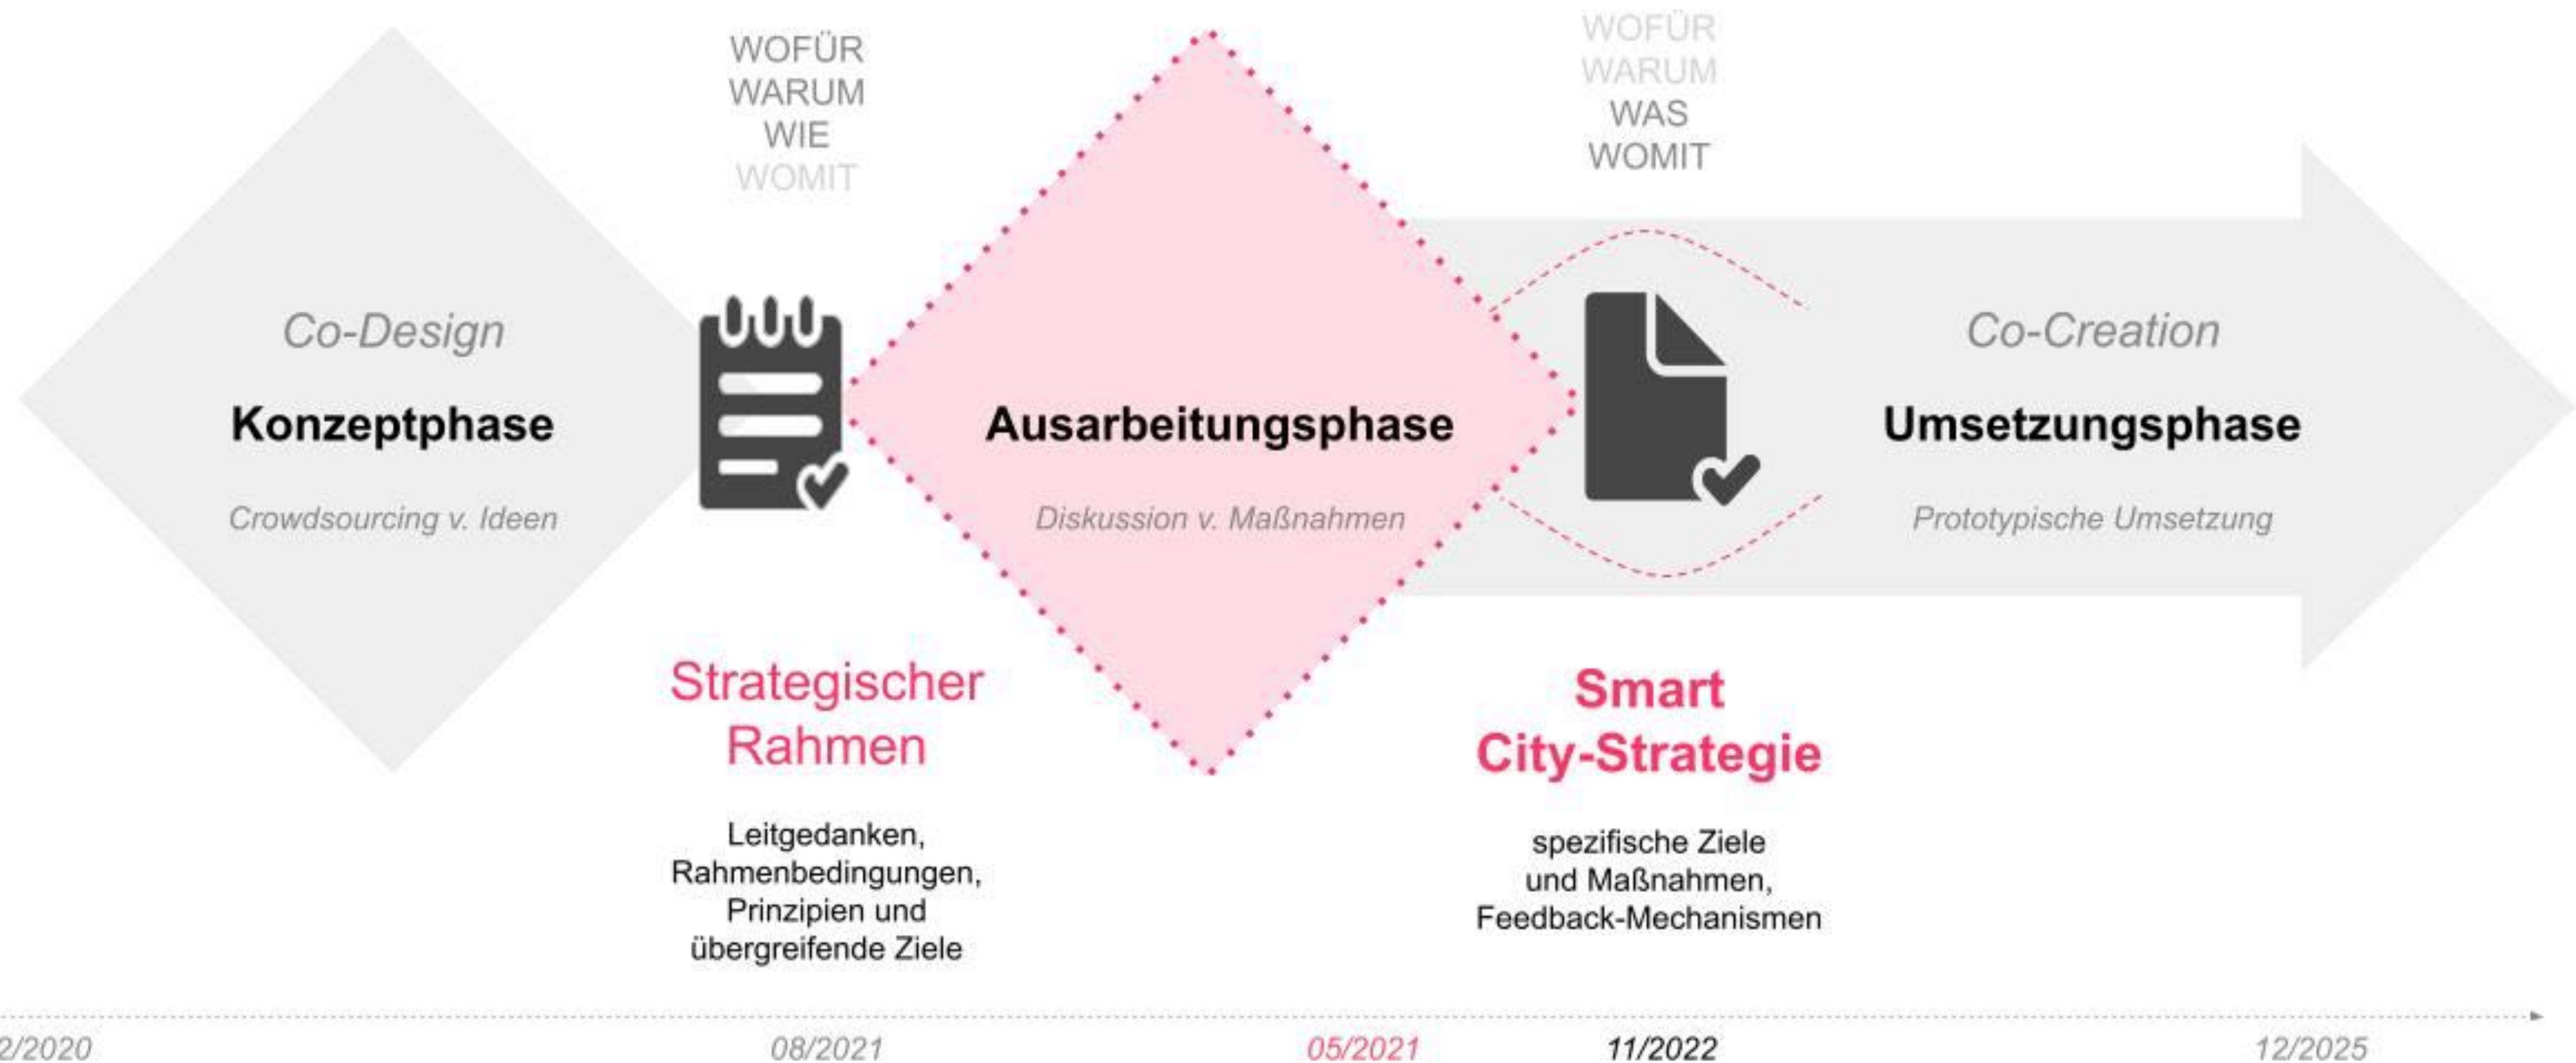 WOFÜR
WARUM
WIE
WOMIT
WOFÜR
WARUM
WAS
WOMIT
Co-Design
Konzeptphase
Crowdsourcing v. Ideen
Ausarbeitungsphase
Diskussion v. Maßnahmen
Co-Creation
Umsetzungsphase
Prototypische Umsetzung
Strategischer
Rahmen
Leitgedanken,
Rahmenbedingungen,
Prinzipien und
übergreifende Ziele
Smart
City-Strategie
spezifische Ziele
und Maßnahmen,
Feedback-Mechanismen
2/2020
08/2021
05/2021
11/2022
12/2025